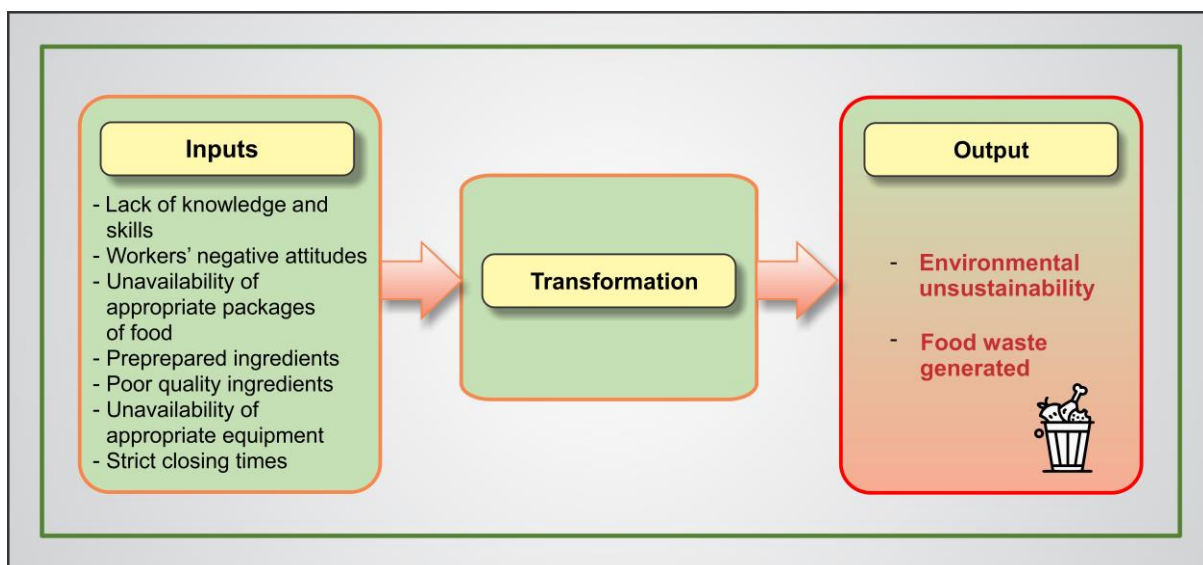 Inputs
- Lack of knowledge and
skills
- Workers’ negative attitudes
- Unavailability of
appropriate packages
of food
- Preprepared ingredients
- Poor quality ingredients
- Unavailability of
appropriate equipment
- Strict closing times
Transformation
Output
- Environmental
unsustainability
- Food waste
generated